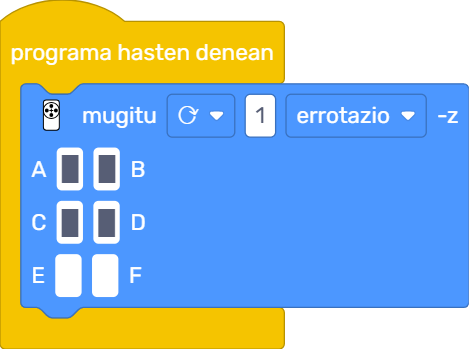 programa hasten denean
mugitu 1 errotazio -z
A B
C D
E F